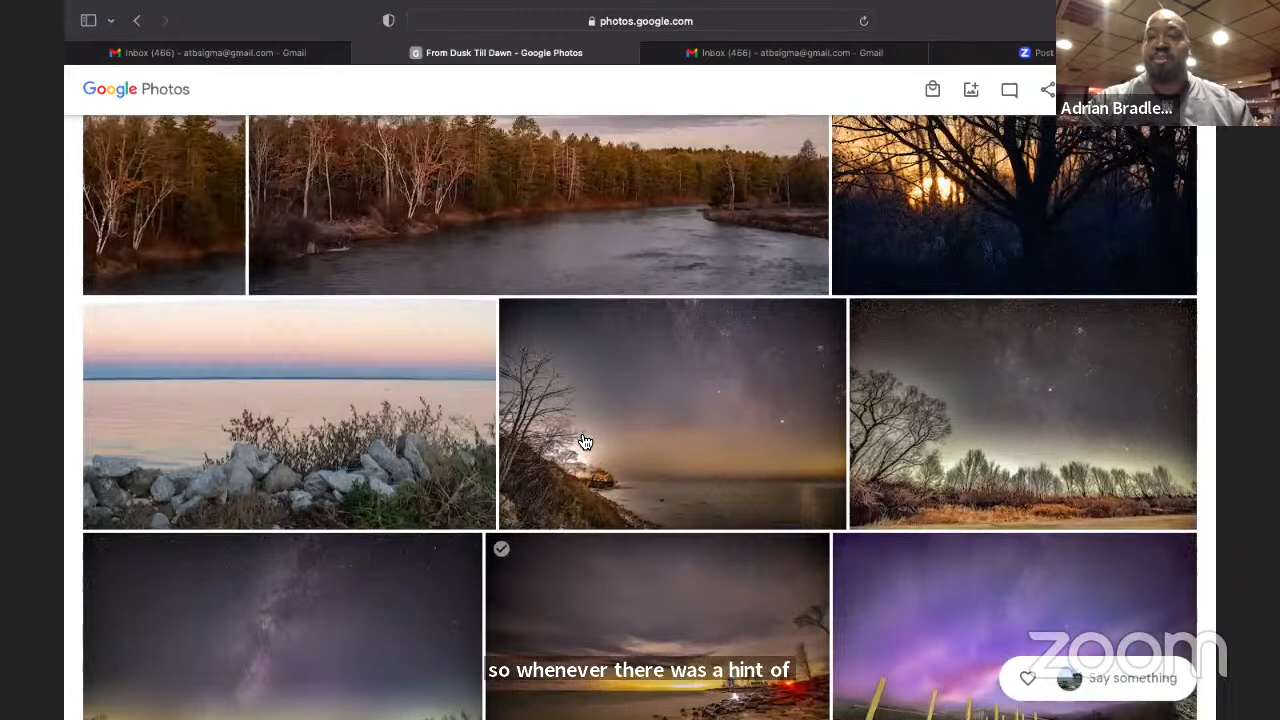 photos.google.com
Inbox (466) - atbsigma@gmail.com - Gmail
G From Dusk Till Dawn - Google Photos
Inbox (466) - atbsigma@gmail.com - Gmail
Z Post
Google Photos
Adrian Bradle...
so whenever there was a hint of
zoom
Say something